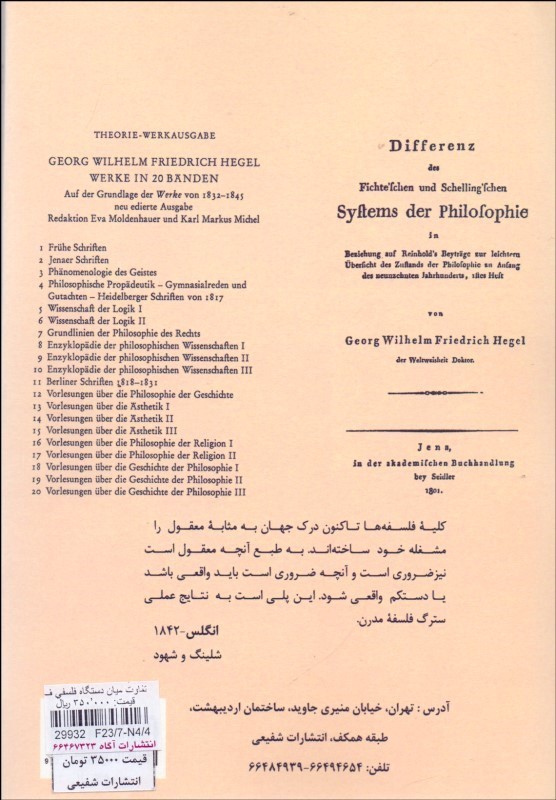 THEORIE-WERKAUSGABE
GEORG WILHELM FRIEDRICH HEGEL
WERKE IN 20 BÄNDEN
Auf der Grundlage der Werke von 1832-1845
neu edierte Ausgabe
Redaktion Eva Moldenhauer und Karl Markus Michel
1 Frühe Schriften
2 Jenaer Schriften
3 Phänomenologie des Geistes
4 Philosophische Propädeutik – Gymnasialreden und
Gutachten – Heidelberger Schriften von 1817
5 Wissenschaft der Logik I
6 Wissenschaft der Logik II
7 Grundlinien der Philosophie des Rechts
8 Enzyklopädie der philosophischen Wissenschaften I
9 Enzyklopädie der philosophischen Wissenschaften II
10 Enzyklopädie der philosophischen Wissenschaften III
11 Berliner Schriften 1818-1831
12 Vorlesungen über die Philosophie der Geschichte
13 Vorlesungen über die Ästhetik I
14 Vorlesungen über die Ästhetik II
15 Vorlesungen über die Ästhetik III
16 Vorlesungen über die Philosophie der Religion I
17 Vorlesungen über die Philosophie der Religion II
18 Vorlesungen über die Geschichte der Philosophie I
19 Vorlesungen über die Geschichte der Philosophie II
20 Vorlesungen über die Geschichte der Philosophie III
Differenz
des
Fichte'ſchen und Schelling'ſchen
Syſtems der Philoſophie
in
Beziehung auf Reinhold's Beyträge zur leichtern
Überſicht des Zuſtands der Philoſophie zu Anfang
des neunzehnten Jahrhunderts, 1ſtes Heft
von
Georg Wilhelm Friedrich Hegel
der Weltweisheit Doktor.
Jena,
in der akademiſchen Buchhandlung
bey Seidler
1801.
کلیهٔ فلسفه‌ها تاکنون درک جهان به مثابهٔ معقول را
مشغله خود ساخته‌اند. به طبع آنچه معقول است
نیز ضروری است و آنچه ضروری است باید واقعی باشد
یا دستکم واقعی شود. این پلی است به نتایج عملی
سترگ فلسفهٔ مدرن.
انگلس-۱۸۴۲
شلینگ و شهود
آدرس : تهران، خیابان منیری جاوید، ساختمان اردیبهشت،
طبقه همکف، انتشارات شفیعی
تلفن: ۶۶۴۹۴۶۵۴-۶۶۴۸۴۹۳۹
تفاوت میان دستگاه فلسفی
قیمت: ۳۵۰٬۰۰۰ ریال
29932 F23/7-N4/4
انتشارات آگاه ۶۶۴۶۷۳۲۳
قیمت ۳۵۰۰۰ تومان
انتشارات شفیعی